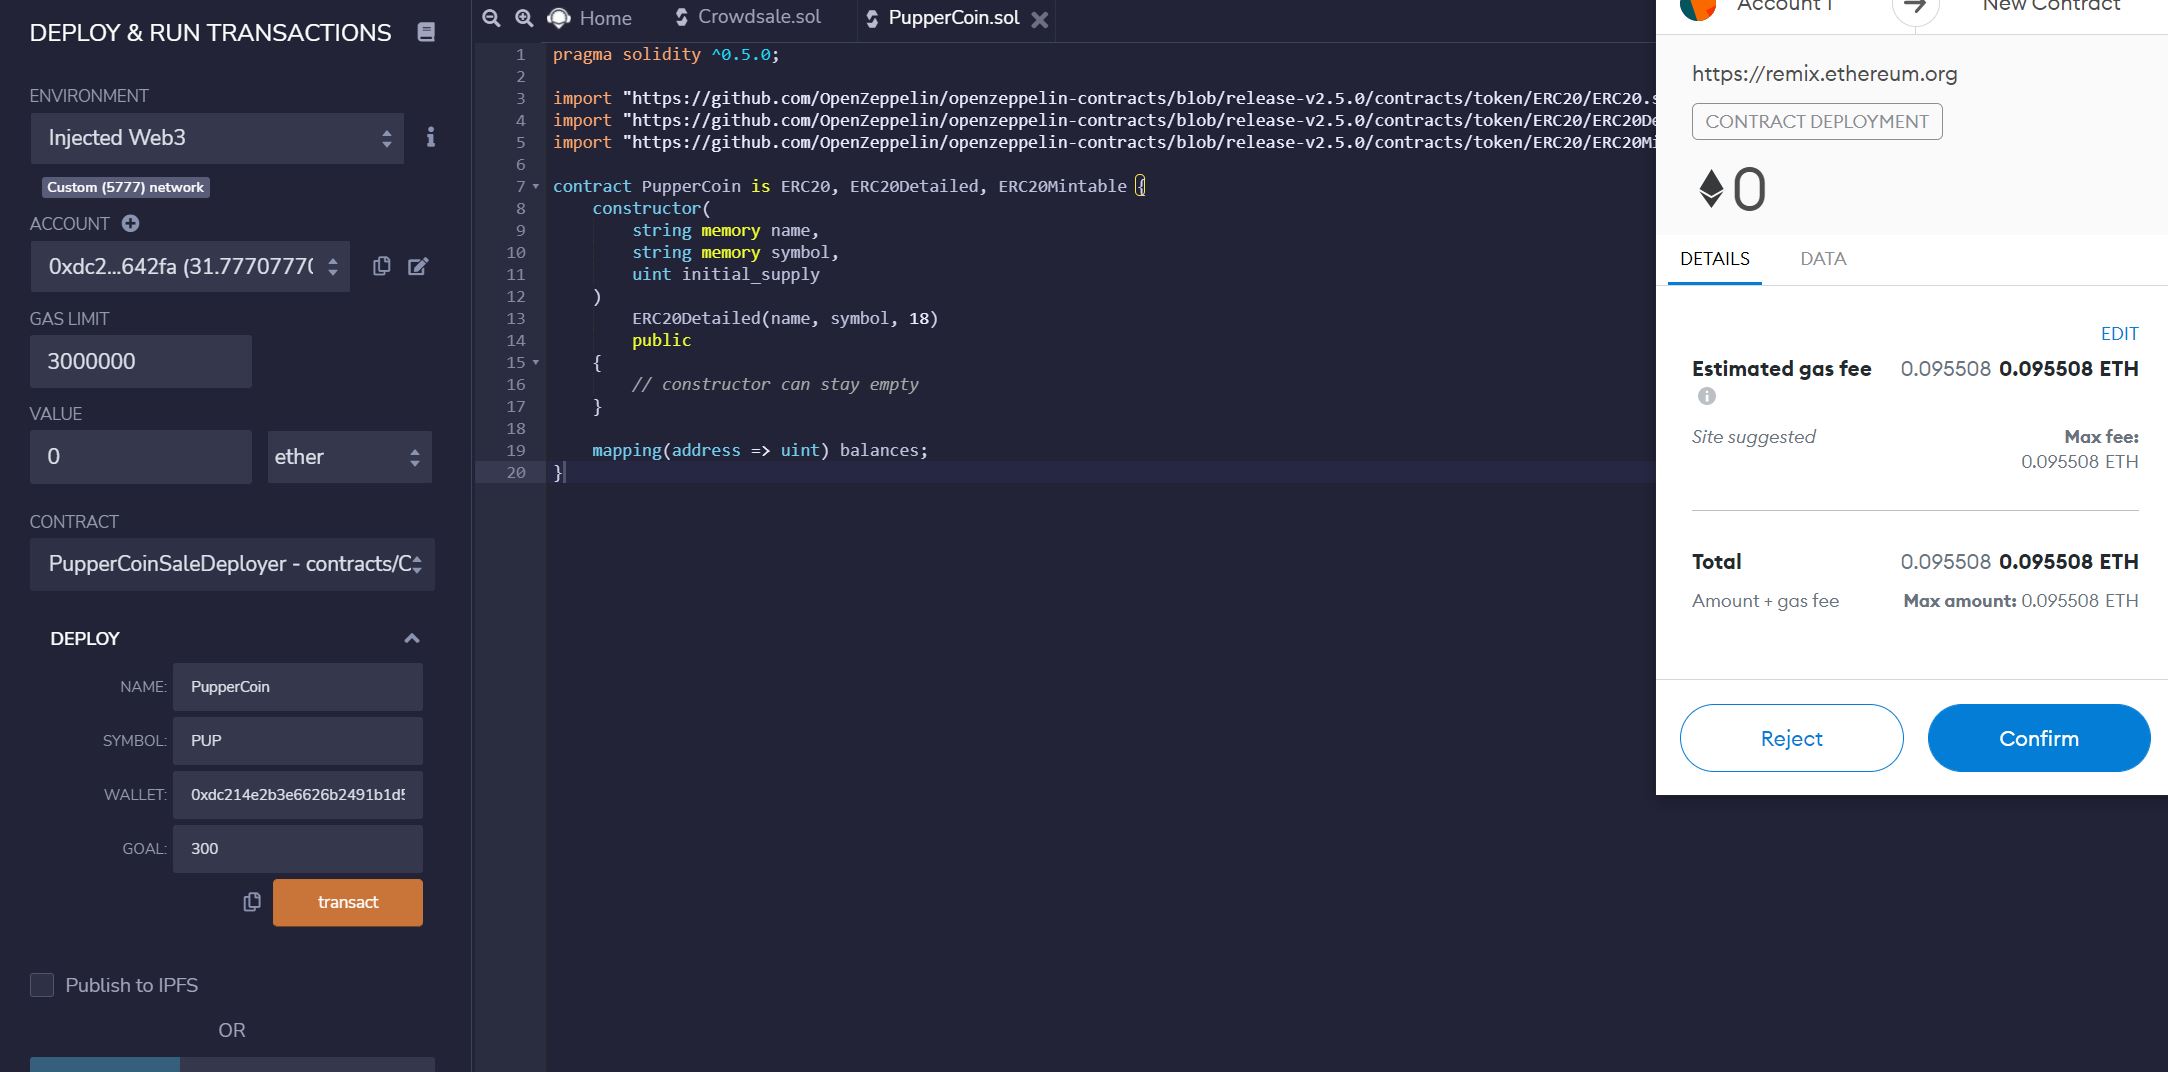 DEPLOY & RUN TRANSACTIONS
ENVIRONMENT
Injected Web3
Custom (5777) network
ACCOUNT
0xdc2...642fa (31.77707770
GAS LIMIT
3000000
VALUE
0
ether
CONTRACT
PupperCoinSaleDeployer - contracts/C
DEPLOY
NAME: PupperCoin
SYMBOL: PUP
WALLET: 0xdc214e2b3e6626b2491b1d5
GOAL: 300
transact
Publish to IPFS
OR
Home
Crowdsale.sol
PupperCoin.sol
1 pragma solidity ^0.5.0;
2
3 import "https://github.com/OpenZeppelin/openzeppelin-contracts/blob/release-v2.5.0/contracts/token/ERC20/ERC20.s
4 import "https://github.com/OpenZeppelin/openzeppelin-contracts/blob/release-v2.5.0/contracts/token/ERC20/ERC20De
5 import "https://github.com/OpenZeppelin/openzeppelin-contracts/blob/release-v2.5.0/contracts/token/ERC20/ERC20Mi
6
7 contract PupperCoin is ERC20, ERC20Detailed, ERC20Mintable {
8 constructor(
9 string memory name,
10 string memory symbol,
11 uint initial_supply
12 )
13 ERC20Detailed(name, symbol, 18)
14 public
15 {
16 // constructor can stay empty
17 }
18
19 mapping(address => uint) balances;
20 }
Account 1
New Contract
https://remix.ethereum.org
CONTRACT DEPLOYMENT
0
DETAILS
DATA
EDIT
Estimated gas fee 0.095508 0.095508 ETH
Site suggested Max fee:
0.095508 ETH
Total 0.095508 0.095508 ETH
Amount + gas fee Max amount: 0.095508 ETH
Reject
Confirm